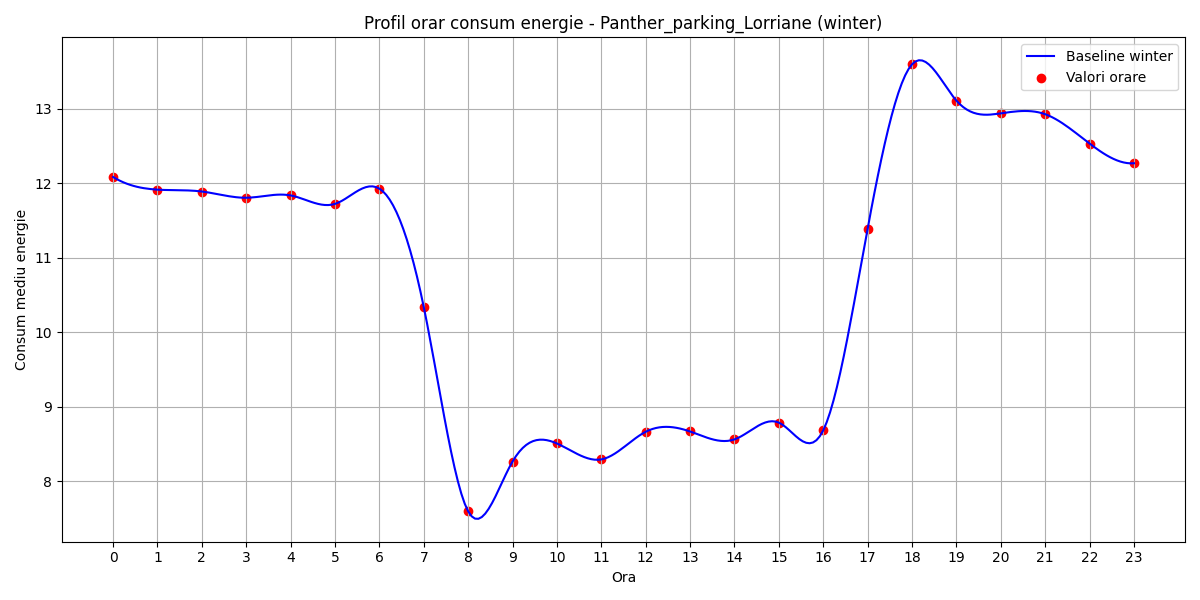 Profil orar consum energie - Panther_parking_Lorriane (winter)
Baseline winter
Valori orare
Consum mediu energie
13
12
11
10
9
8
0 1 2 3 4 5 6 7 8 9 10 11 12 13 14 15 16 17 18 19 20 21 22 23
Ora